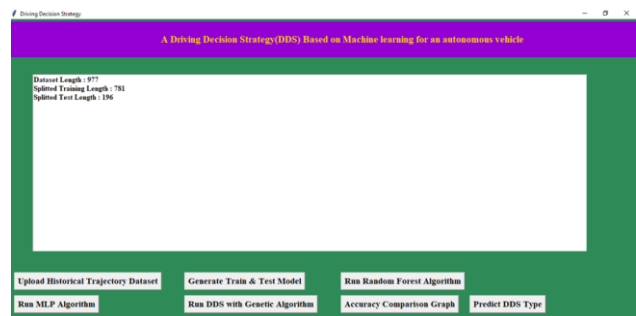 Driving Decision Strategy
A Driving Decision Strategy(DDS) Based on Machine learning for an autonomous vehicle
Dataset Length : 977
Splitted Training Length : 781
Splitted Test Length : 196
Upload Historical Trajectory Dataset Generate Train & Test Model Run Random Forest Algorithm
Run MLP Algorithm Run DDS with Genetic Algorithm Accuracy Comparison Graph Predict DDS Type